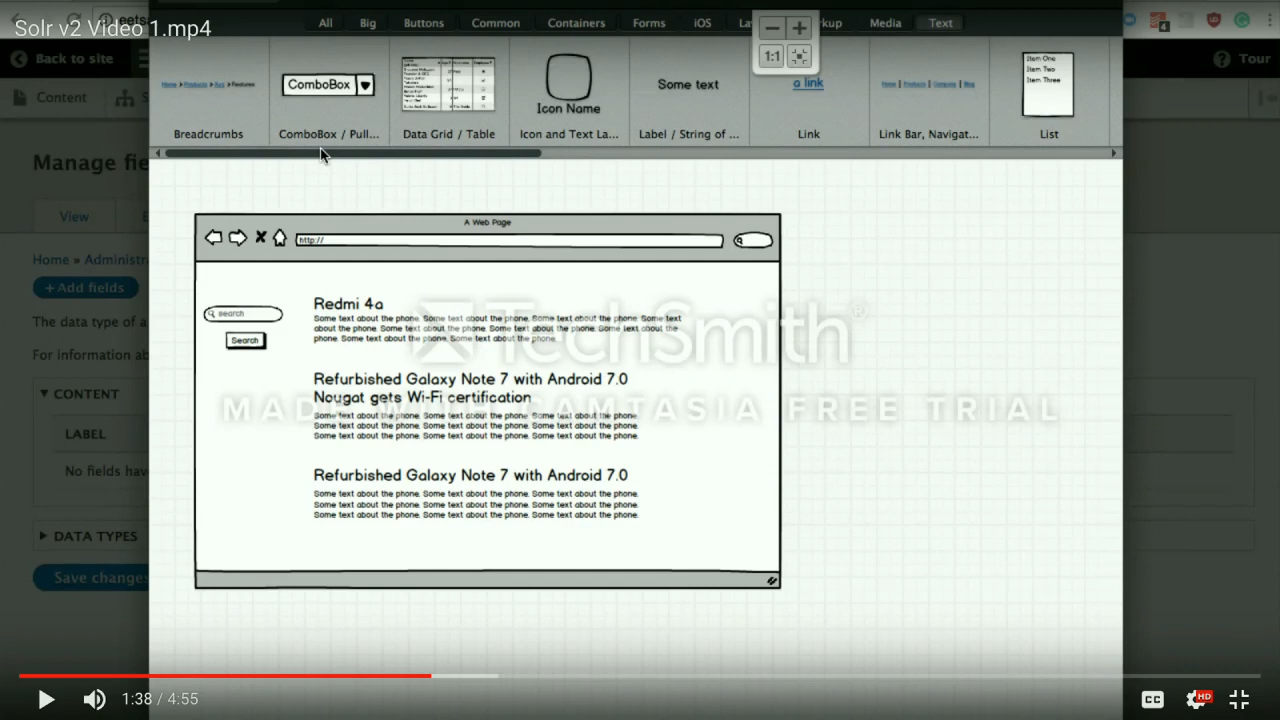 Solr v2 Video 1.mp4
All Big Buttons Common Containers Forms iOS La kup Media Text
4
Back to site
Tour
1:1
Home Products Features
ComboBox
Icon Name
Some text
a link
Home | Products | Company | Blog
Item One
Item Two
Item Three
Content
S
Breadcrumbs
ComboBox / Pull...
Data Grid / Table
Icon and Text La...
Label / String of ...
Link
Link Bar, Navigat...
List
Manage fie
View
Home » Administra
+ Add fields
The data type of a
For information ab
CONTENT
LABEL
No fields hav
DATA TYPES
Save changes
A Web Page
http://
search
Search
Redmi 4a
Some text about the phone. Some text about the phone. Some text about the phone. Some text
about the phone. Some text about the phone. Some text about the phone. Some text about the
phone. Some text about the phone. Some text about the phone.
Refurbished Galaxy Note 7 with Android 7.0
Nougat gets Wi-Fi certification
Some text about the phone. Some text about the phone. Some text about the phone.
Some text about the phone. Some text about the phone. Some text about the phone.
Some text about the phone. Some text about the phone. Some text about the phone.
Refurbished Galaxy Note 7 with Android 7.0
Some text about the phone. Some text about the phone. Some text about the phone.
Some text about the phone. Some text about the phone. Some text about the phone.
Some text about the phone. Some text about the phone. Some text about the phone.
TechSmith®
MADE WITH CAMTASIA FREE TRIAL
1:38 / 4:55
CC
HD